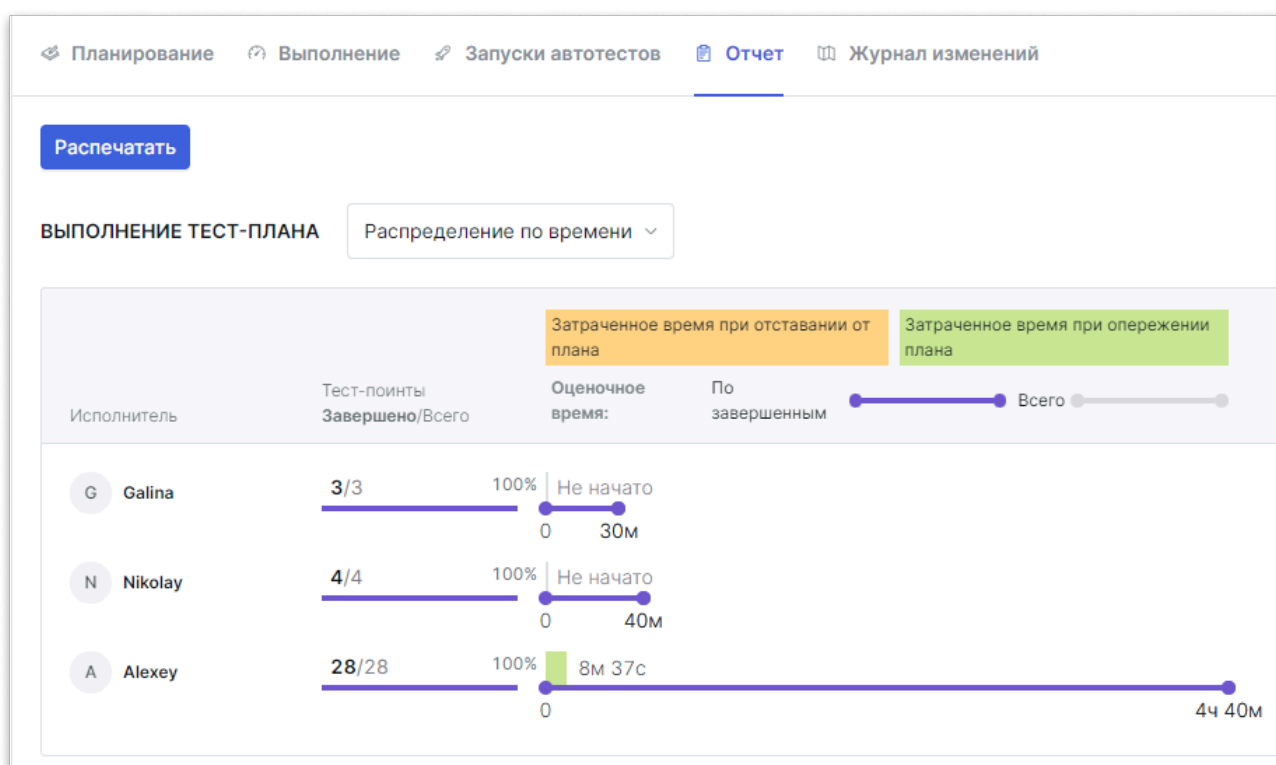 Планирование Выполнение Запуски автотестов Отчет Журнал изменений
Распечатать
ВЫПОЛНЕНИЕ ТЕСТ-ПЛАНА Распределение по времени
Затраченное время при отставании от
плана
Затраченное время при опережении
плана
Исполнитель
Тест-поинты
Завершено/Всего
Оценочное
время:
По
завершенным
Всего
G Galina 3/3 100% Не начато
0 30м
N Nikolay 4/4 100% Не начато
0 40м
A Alexey 28/28 100% 8м 37с
0 4ч 40м